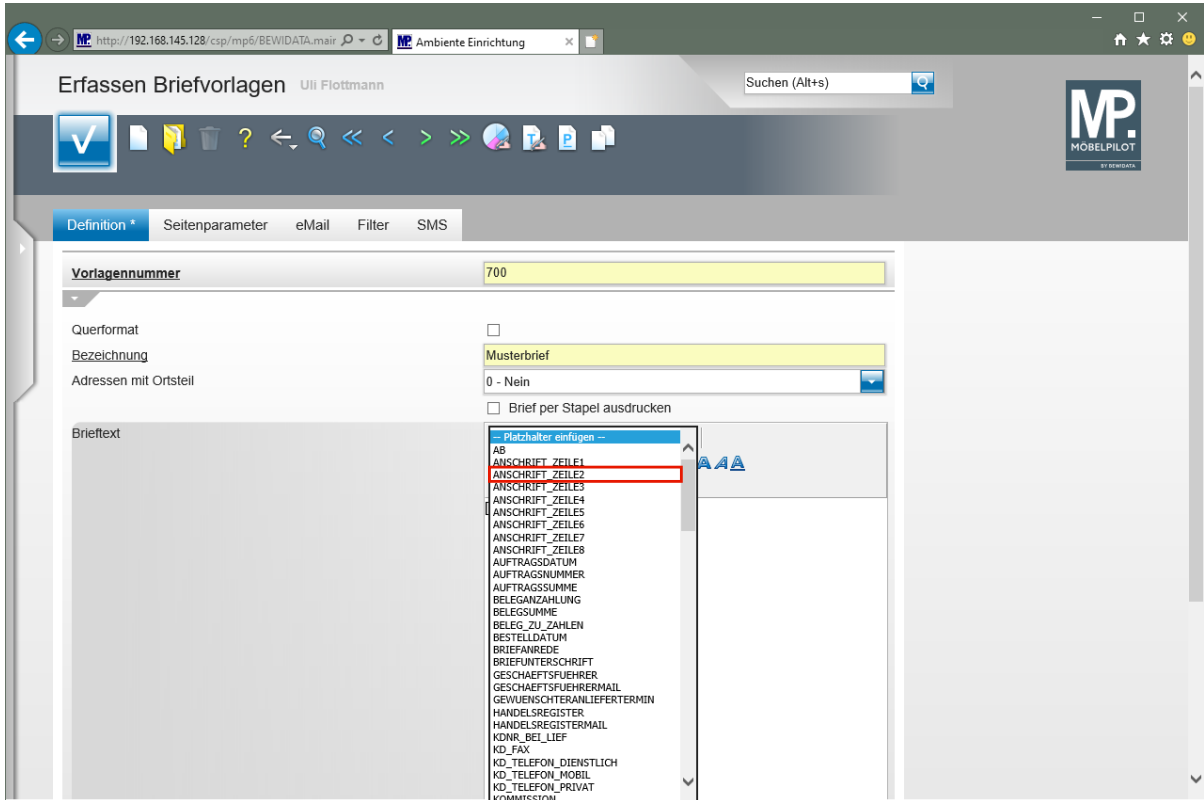 http://192.168.145.128/csp/mp6/BEWIDATA.mair
MP. Ambiente Einrichtung
Erfassen Briefvorlagen Uli Flottmann
Suchen (Alt+s)
MP.
MÖBELPILOT
BY BEWIDATA
Definition * Seitenparameter eMail Filter SMS
Vorlagennummer 700
Querformat
Bezeichnung Musterbrief
Adressen mit Ortsteil 0 - Nein
Brief per Stapel ausdrucken
Brieftext
-- Platzhalter einfügen --
AB
ANSCHRIFT_ZEILE1
ANSCHRIFT_ZEILE2
ANSCHRIFT_ZEILE3
ANSCHRIFT_ZEILE4
ANSCHRIFT_ZEILE5
ANSCHRIFT_ZEILE6
ANSCHRIFT_ZEILE7
ANSCHRIFT_ZEILE8
AUFTRAGSDATUM
AUFTRAGSNUMMER
AUFTRAGSSUMME
BELEGANZAHLUNG
BELEGSUMME
BELEG_ZU_ZAHLEN
BESTELLDATUM
BRIEFANREDE
BRIEFUNTERSCHRIFT
GESCHAEFTSFUEHRER
GESCHAEFTSFUEHRERMAIL
GEWUENSCHTERANLIEFERTERMIN
HANDELSREGISTER
HANDELSREGISTERMAIL
KDNR_BEI_LIEF
KD_FAX
KD_TELEFON_DIENSTLICH
KD_TELEFON_MOBIL
KD_TELEFON_PRIVAT
KOMMISSION